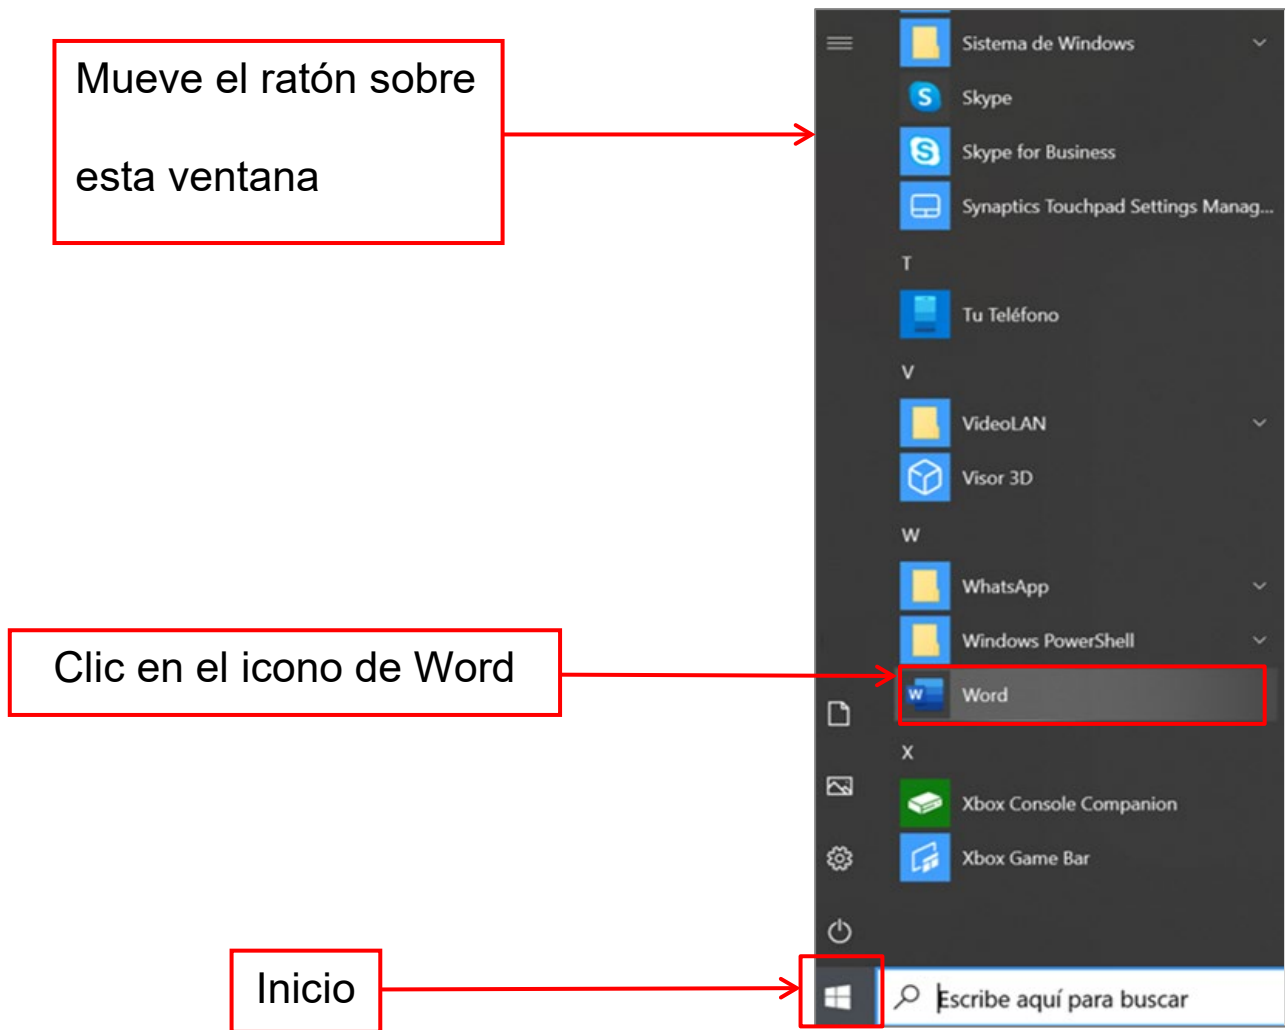 Mueve el ratón sobre
esta ventana
Clic en el icono de Word
Inicio
Sistema de Windows
S Skype
S Skype for Business
Synaptics Touchpad Settings Manag...
T
Tu Teléfono
V
VideoLAN
Visor 3D
W
WhatsApp
Windows PowerShell
W Word
X
Xbox Console Companion
Xbox Game Bar
Escribe aquí para buscar